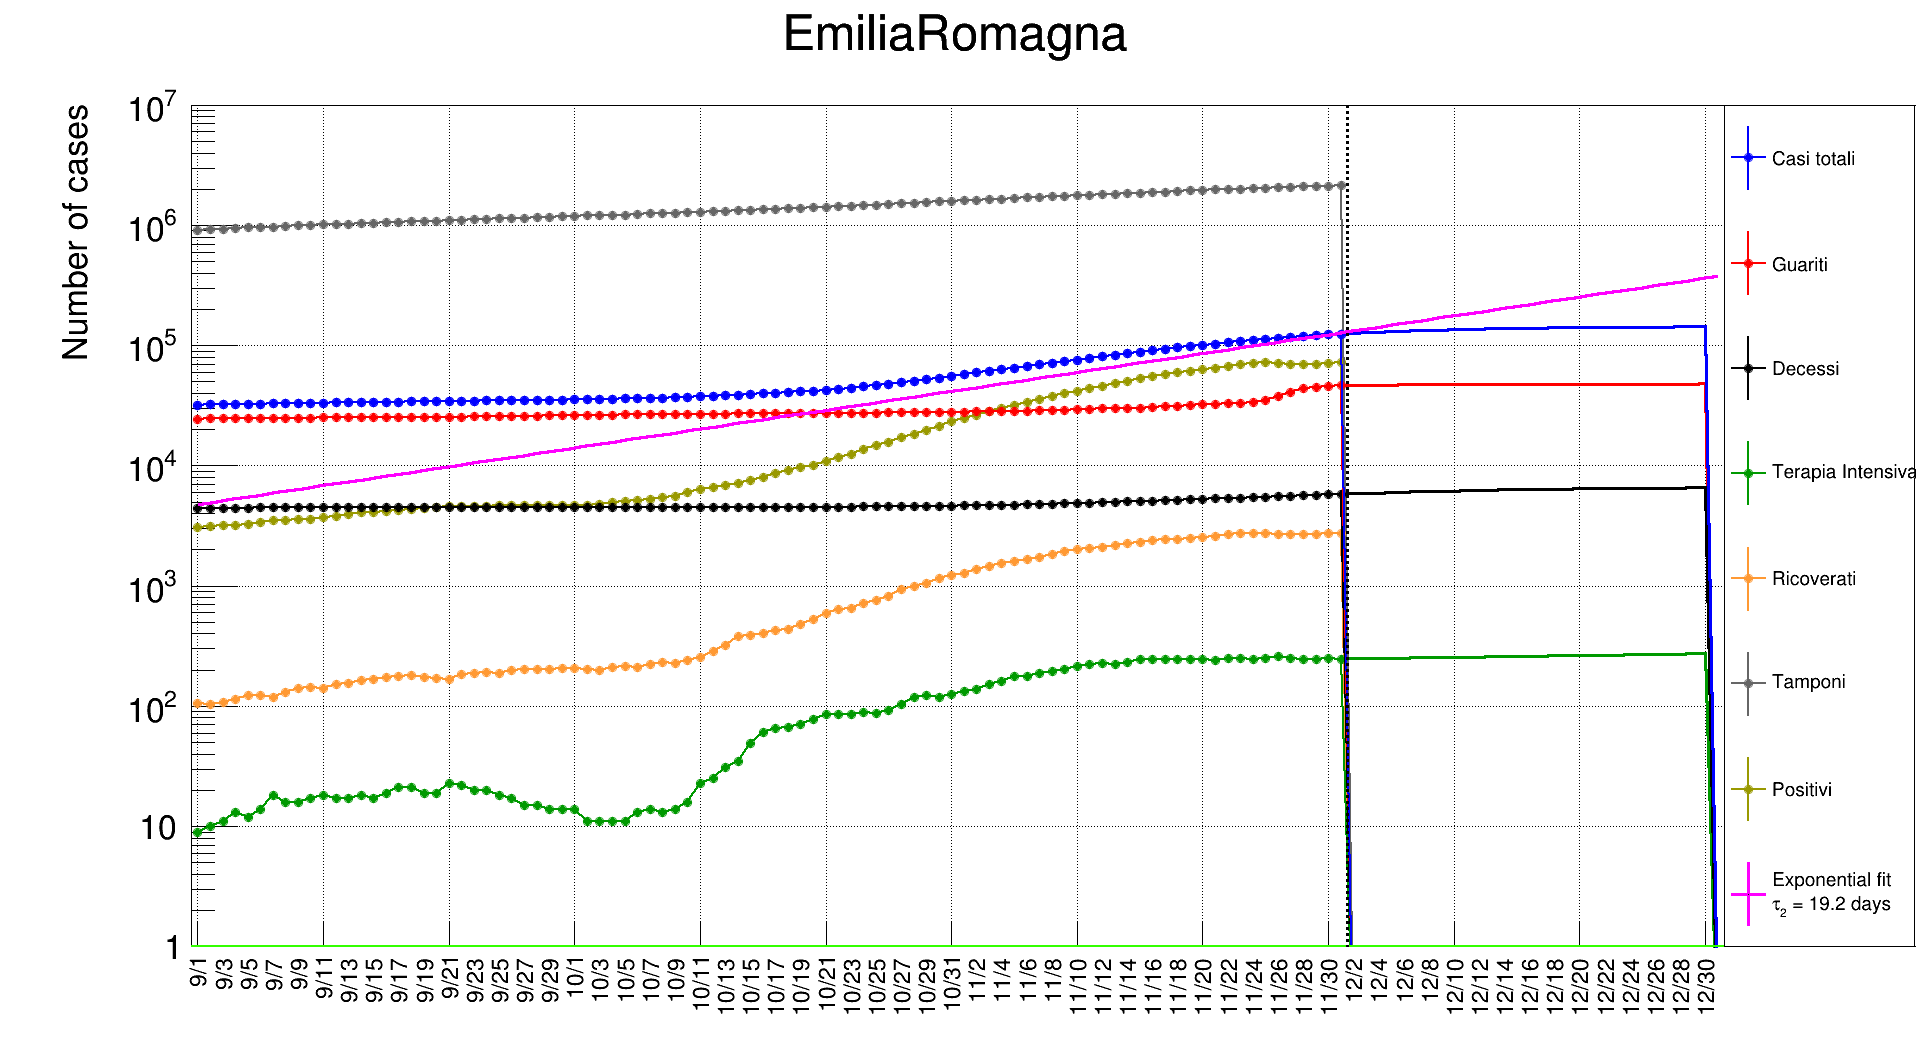 EmiliaRomagna
Number of cases
10^7
10^6
10^5
10^4
10^3
10^2
10
1
9/1 9/3 9/5 9/7 9/9 9/11 9/13 9/15 9/17 9/19 9/21 9/23 9/25 9/27 9/29 10/1 10/3 10/5 10/7 10/9 10/11 10/13 10/15 10/17 10/19 10/21 10/23 10/25 10/27 10/29 10/31 11/2 11/4 11/6 11/8 11/10 11/12 11/14 11/16 11/18 11/20 11/22 11/24 11/26 11/28 11/30 12/2 12/4 12/6 12/8 12/10 12/12 12/14 12/16 12/18 12/20 12/22 12/24 12/26 12/28 12/30
Casi totali
Guariti
Decessi
Terapia Intensiva
Ricoverati
Tamponi
Positivi
Exponential fit
τ_2 = 19.2 days